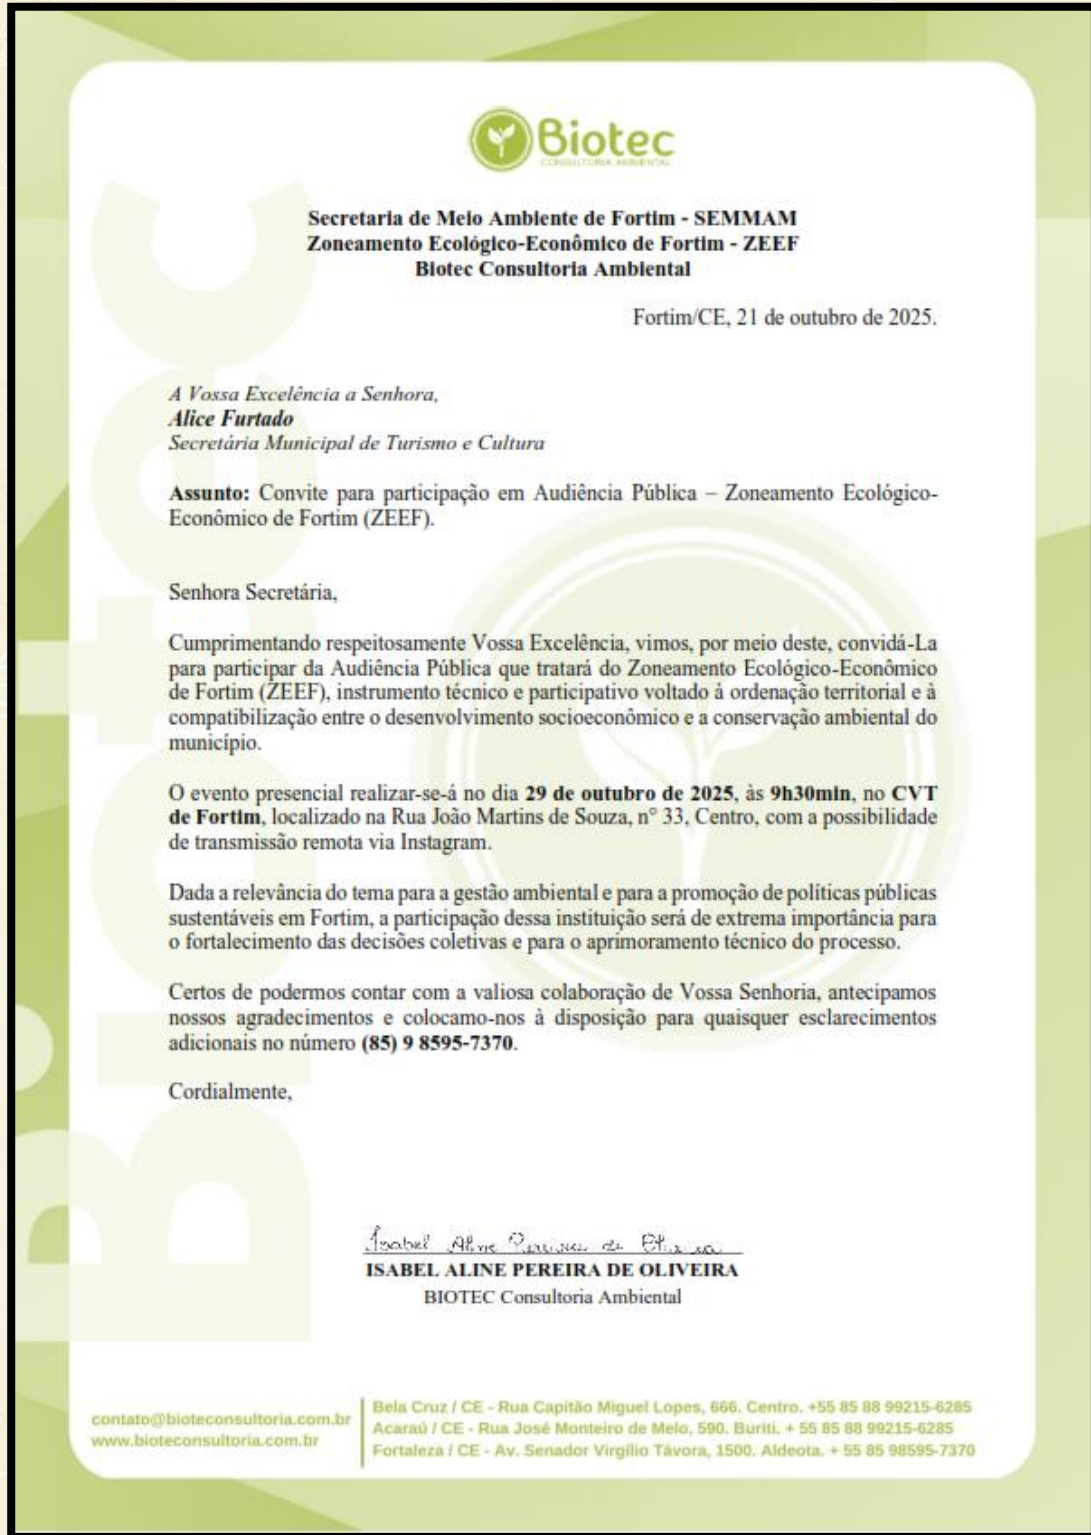 Biotec
CONSULTORIA AMBIENTAL
Secretaria de Meio Ambiente de Fortim - SEMMAM
Zoneamento Ecológico-Econômico de Fortim - ZEEF
Biotec Consultoria Ambiental
Fortim/CE, 21 de outubro de 2025.
A Vossa Excelência a Senhora,
Alice Furtado
Secretária Municipal de Turismo e Cultura
Assunto: Convite para participação em Audiência Pública – Zoneamento Ecológico-
Econômico de Fortim (ZEEF).
Senhora Secretária,
Cumprimentando respeitosamente Vossa Excelência, vimos, por meio deste, convidá-La
para participar da Audiência Pública que tratará do Zoneamento Ecológico-Econômico
de Fortim (ZEEF), instrumento técnico e participativo voltado à ordenação territorial e à
compatibilização entre o desenvolvimento socioeconômico e a conservação ambiental do
município.
O evento presencial realizar-se-á no dia 29 de outubro de 2025, às 9h30min, no CVT
de Fortim, localizado na Rua João Martins de Souza, n° 33, Centro, com a possibilidade
de transmissão remota via Instagram.
Dada a relevância do tema para a gestão ambiental e para a promoção de políticas públicas
sustentáveis em Fortim, a participação dessa instituição será de extrema importância para
o fortalecimento das decisões coletivas e para o aprimoramento técnico do processo.
Certos de podermos contar com a valiosa colaboração de Vossa Senhoria, antecipamos
nossos agradecimentos e colocamo-nos à disposição para quaisquer esclarecimentos
adicionais no número (85) 9 8595-7370.
Cordialmente,
Isabel Aline Pereira de Oliveira
ISABEL ALINE PEREIRA DE OLIVEIRA
BIOTEC Consultoria Ambiental
contato@bioteconsultoria.com.br
www.bioteconsultoria.com.br
Bela Cruz / CE - Rua Capitão Miguel Lopes, 666. Centro. +55 85 88 99215-6285
Acaraú / CE - Rua José Monteiro de Melo, 590. Buriti. + 55 85 88 99215-6285
Fortaleza / CE - Av. Senador Virgílio Távora, 1500. Aldeota. + 55 85 98595-7370
Biotec